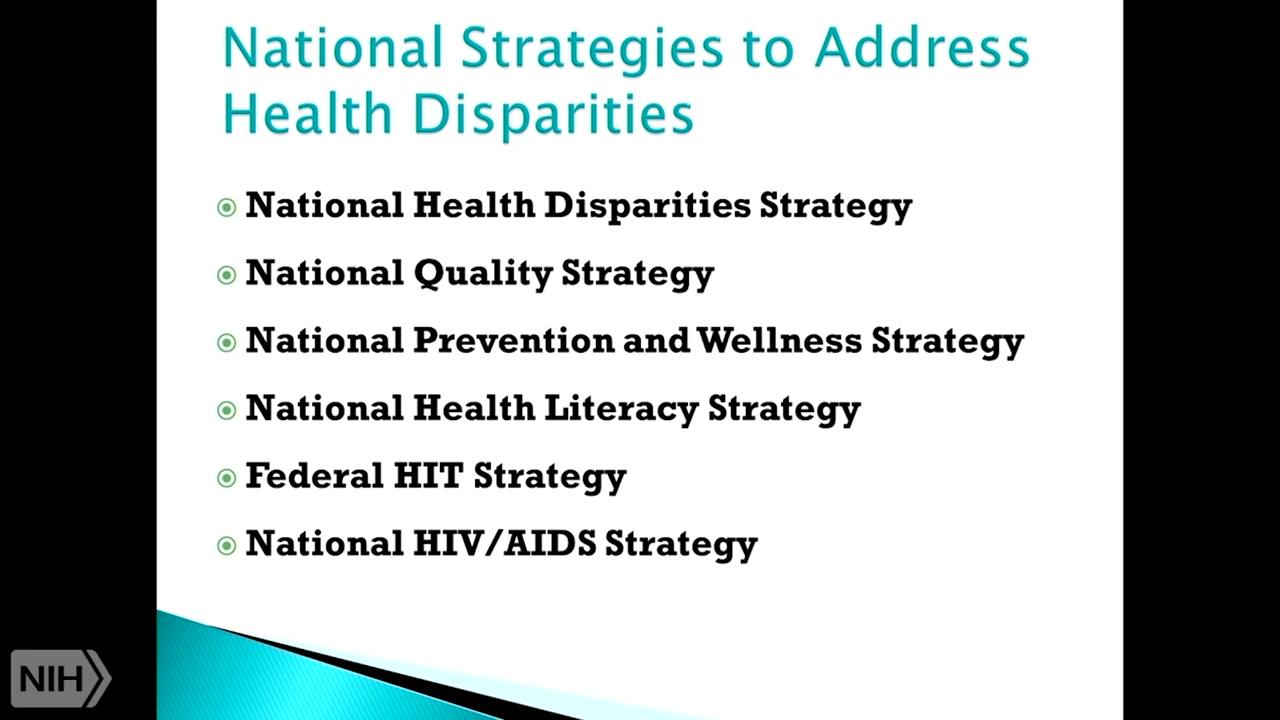 National Strategies to Address
Health Disparities
National Health Disparities Strategy
National Quality Strategy
National Prevention and Wellness Strategy
National Health Literacy Strategy
Federal HIT Strategy
National HIV/AIDS Strategy
NIH